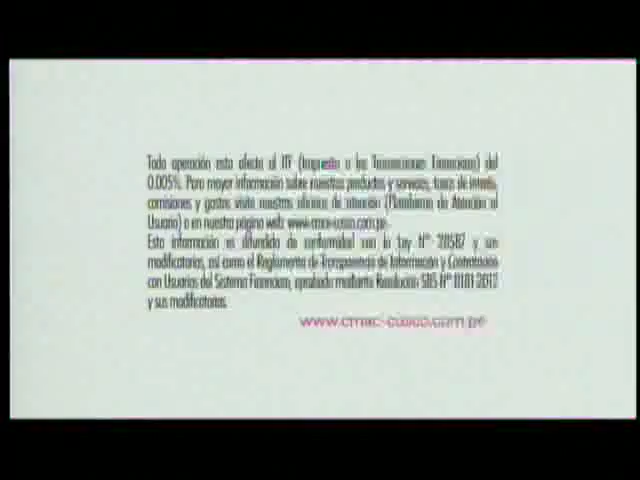 Toda operación esta afecta al ITF (Impuesto a las Transacciones Financieras) del
0.005%. Para mayor información sobre nuestros productos y servicios, tasas de interés,
comisiones y gastos visite nuestras oficinas de atención (Plataforma de Atención al
Usuario) o en nuestra página web: www.cmac-cusco.com.pe
Esta información es difundida de conformidad con la Ley N° 28587 y sus
modificatorias, así como el Reglamento de Transparencia de Información y Contratación
con Usuarios del Sistema Financiero, aprobado mediante Resolución SBS N° 8181-2012
y sus modificatorias.
www.cmac-cusco.com.pe